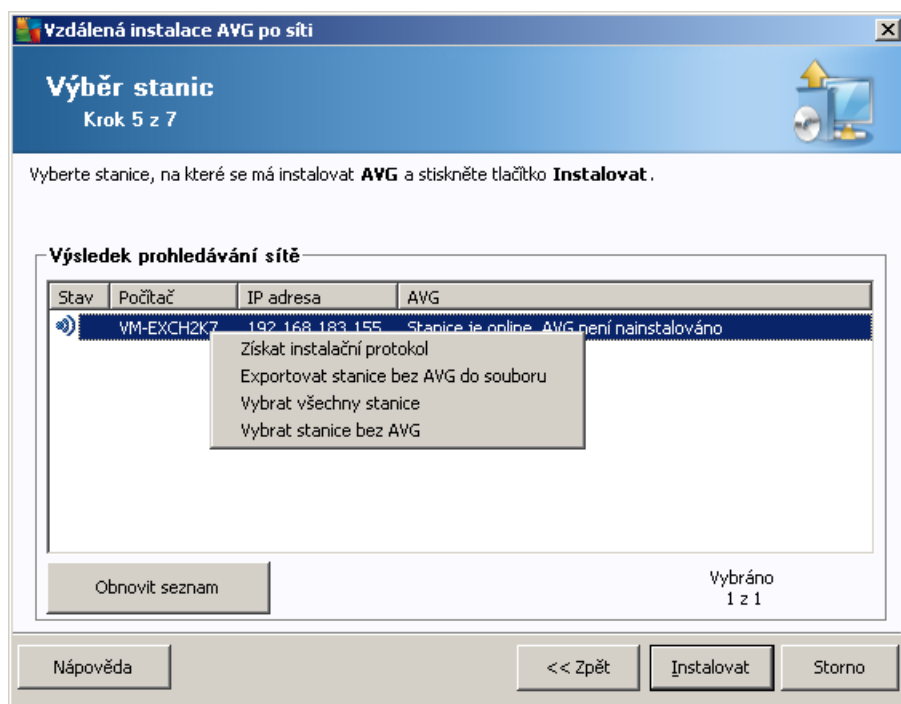 Vzdálená instalace AVG po síti
Výběr stanic
Krok 5 z 7
Vyberte stanice, na které se má instalovat AVG a stiskněte tlačítko Instalovat.
Výsledek prohledávání sítě
Stav Počítač IP adresa AVG
VM-EXCH2K7 192.168.183.155 Stanice je online, AVG není nainstalováno
Získat instalační protokol
Exportovat stanice bez AVG do souboru
Vybrat všechny stanice
Vybrat stanice bez AVG
Obnovit seznam
Vybráno
1 z 1
Nápověda
<< Zpět
Instalovat
Storno